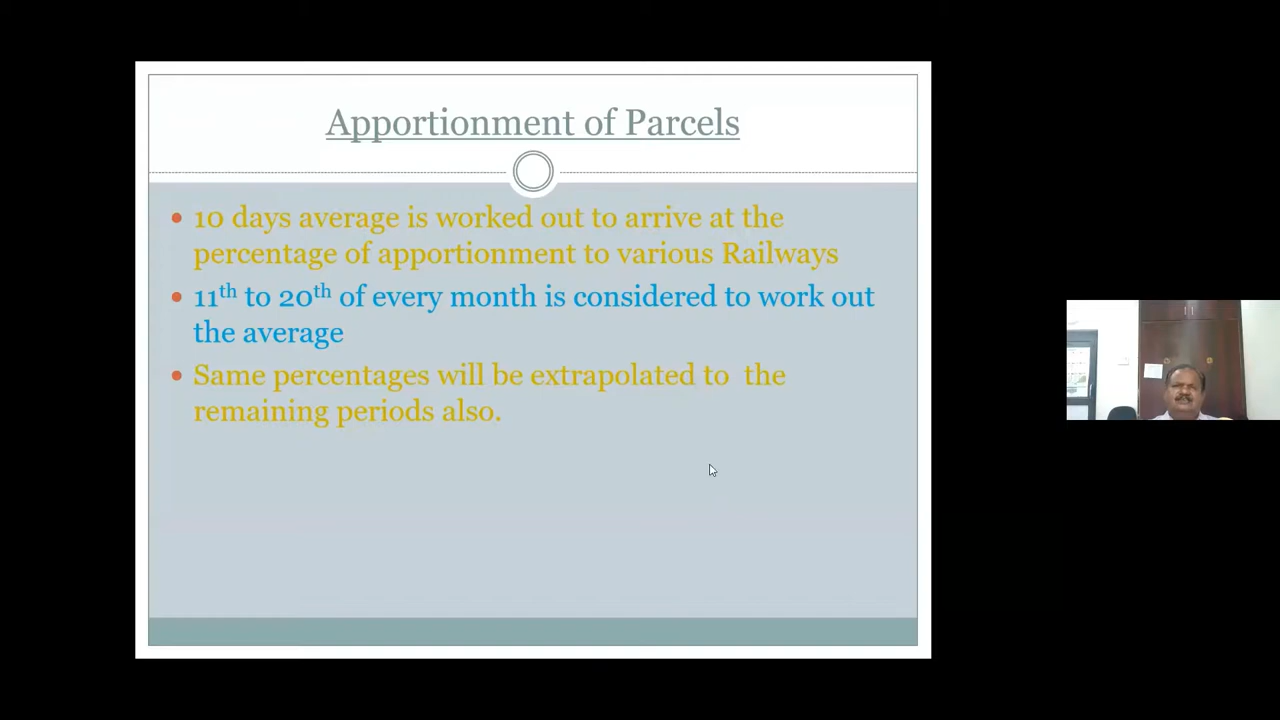 Apportionment of Parcels
• 10 days average is worked out to arrive at the
percentage of apportionment to various Railways
• 11th to 20th of every month is considered to work out
the average
• Same percentages will be extrapolated to the
remaining periods also.